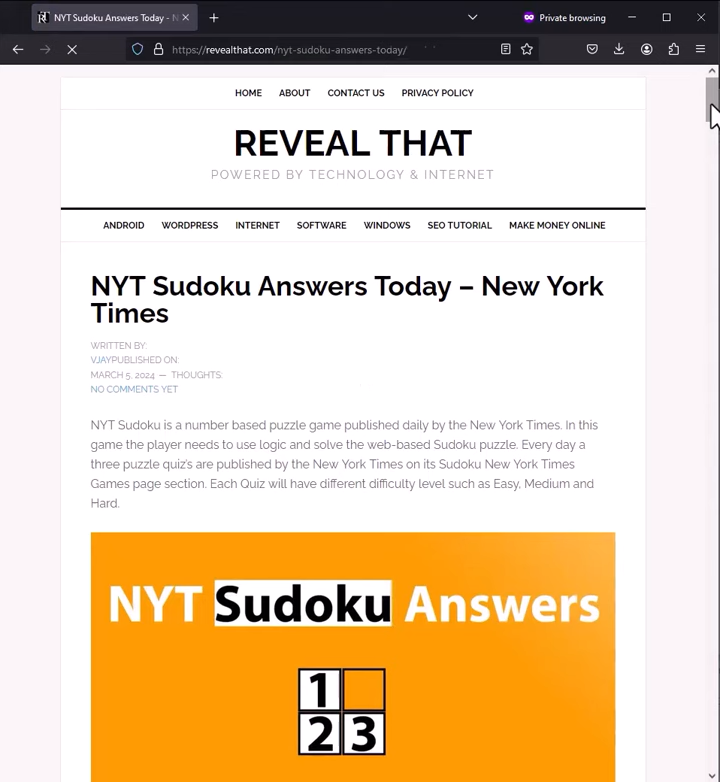 NYT Sudoku Answers Today - N
Private browsing
https://revealthat.com/nyt-sudoku-answers-today/
HOME ABOUT CONTACT US PRIVACY POLICY
REVEAL THAT
POWERED BY TECHNOLOGY & INTERNET
ANDROID WORDPRESS INTERNET SOFTWARE WINDOWS SEO TUTORIAL MAKE MONEY ONLINE
NYT Sudoku Answers Today – New York
Times
WRITTEN BY:
VJAYPUBLISHED ON:
MARCH 5, 2024 — THOUGHTS:
NO COMMENTS YET
NYT Sudoku is a number based puzzle game published daily by the New York Times. In this
game the player needs to use logic and solve the web-based Sudoku puzzle. Every day a
three puzzle quiz's are published by the New York Times on its Sudoku New York Times
Games page section. Each Quiz will have different difficulty level such as Easy, Medium and
Hard.
NYT Sudoku Answers
1
2 3